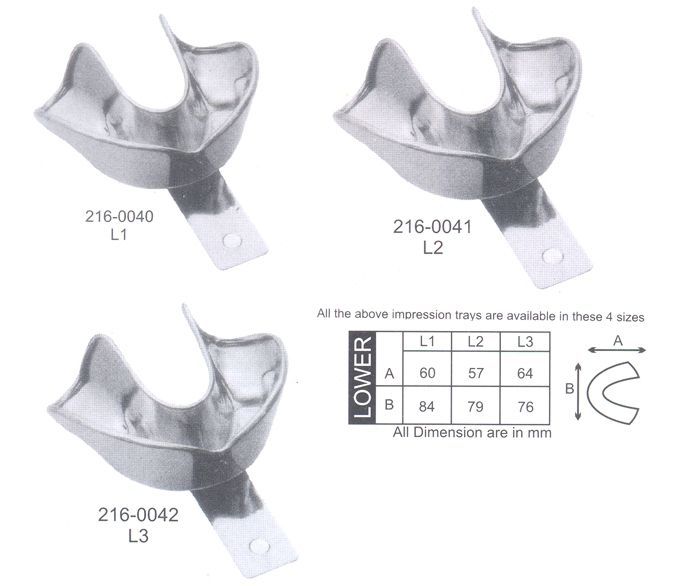 216-0040
L1
216-0041
L2
216-0042
L3
All the above impression trays are available in these 4 sizes
LOWER
L1 L2 L3
A 60 57 64
B 84 79 76
All Dimension are in mm
A
B